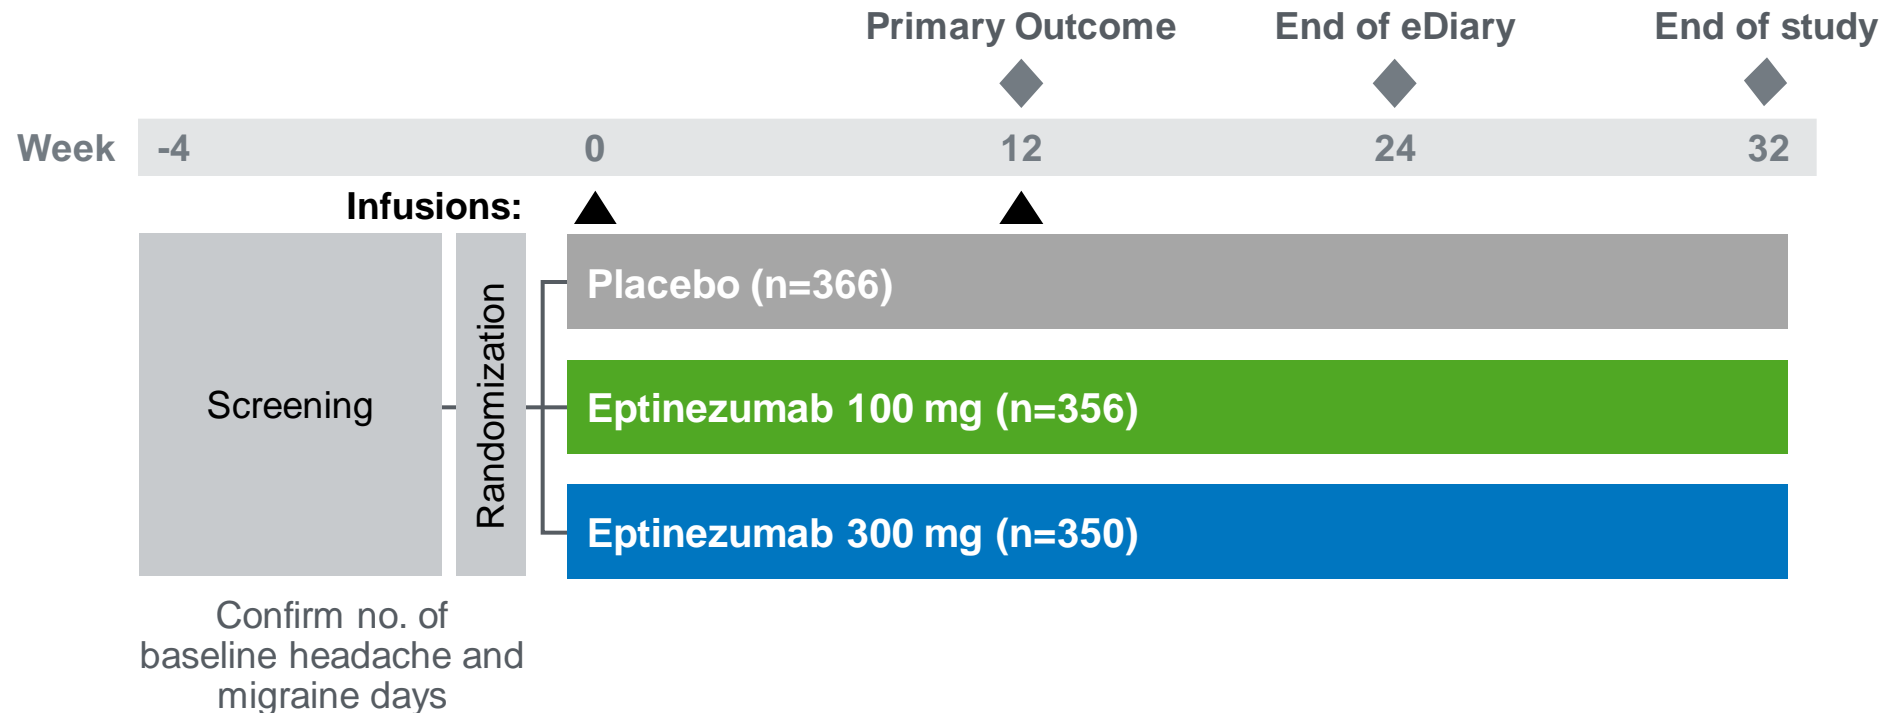 Primary Outcome End of eDiary End of study
Week -4 0 12 24 32
Infusions:
Placebo (n=366)
Screening
Randomization
Eptinezumab 100 mg (n=356)
Eptinezumab 300 mg (n=350)
Confirm no. of
baseline headache and
migraine days